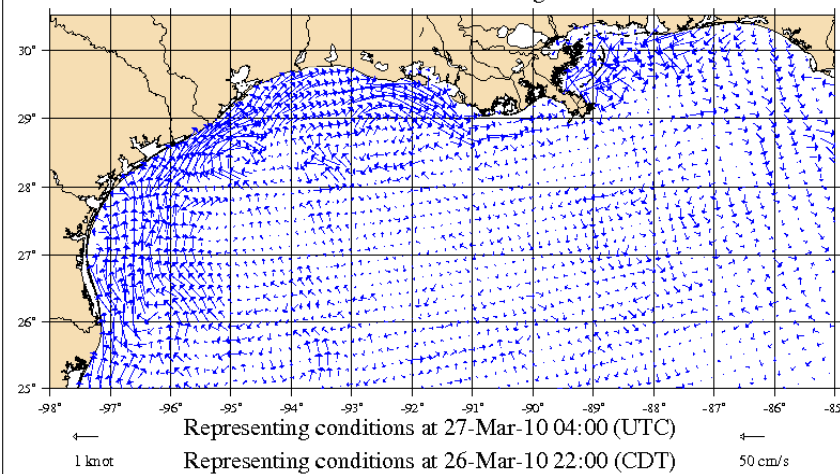 30°
29°
28°
27°
26°
25°
-98° -97° -96° -95° -94° -93° -92° -91° -90° -89° -88° -87° -86°
Representing conditions at 27-Mar-10 04:00 (UTC)
1 knot Representing conditions at 26-Mar-10 22:00 (CDT) 50 cm/s